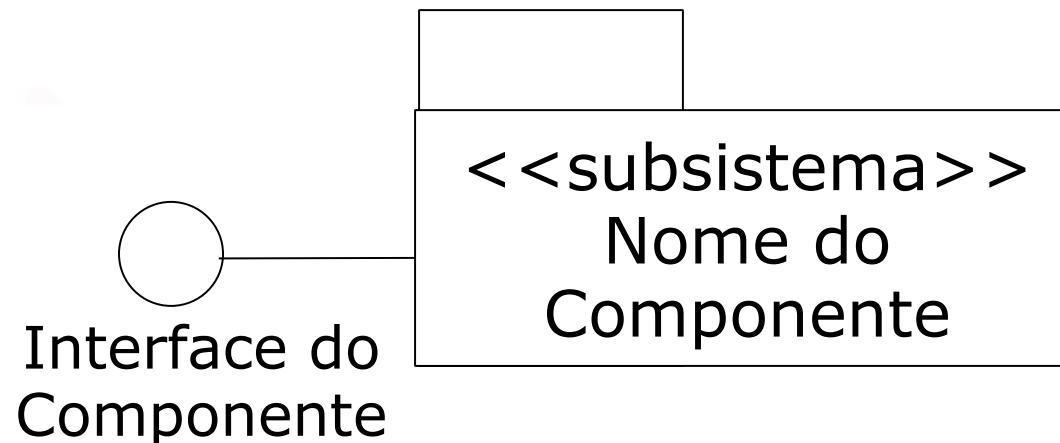 <<subsistema>>
Nome do
Componente
Interface do
Componente